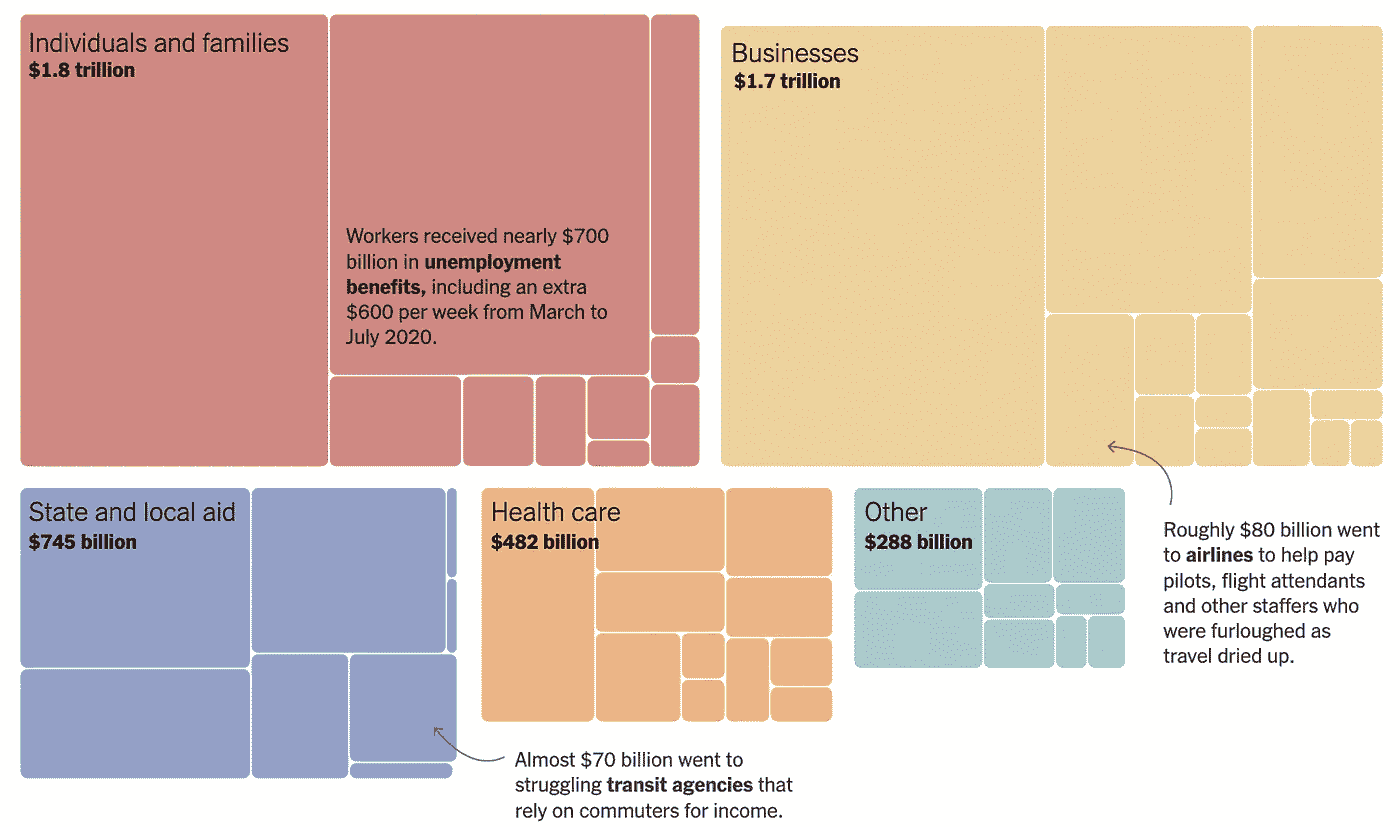 Individuals and families
$1.8 trillion
Workers received nearly $700
billion in unemployment
benefits, including an extra
$600 per week from March to
July 2020.
Businesses
$1.7 trillion
State and local aid
$745 billion
Health care
$482 billion
Other
$288 billion
Roughly $80 billion went
to airlines to help pay
pilots, flight attendants
and other staffers who
were furloughed as
travel dried up.
Almost $70 billion went to
struggling transit agencies that
rely on commuters for income.